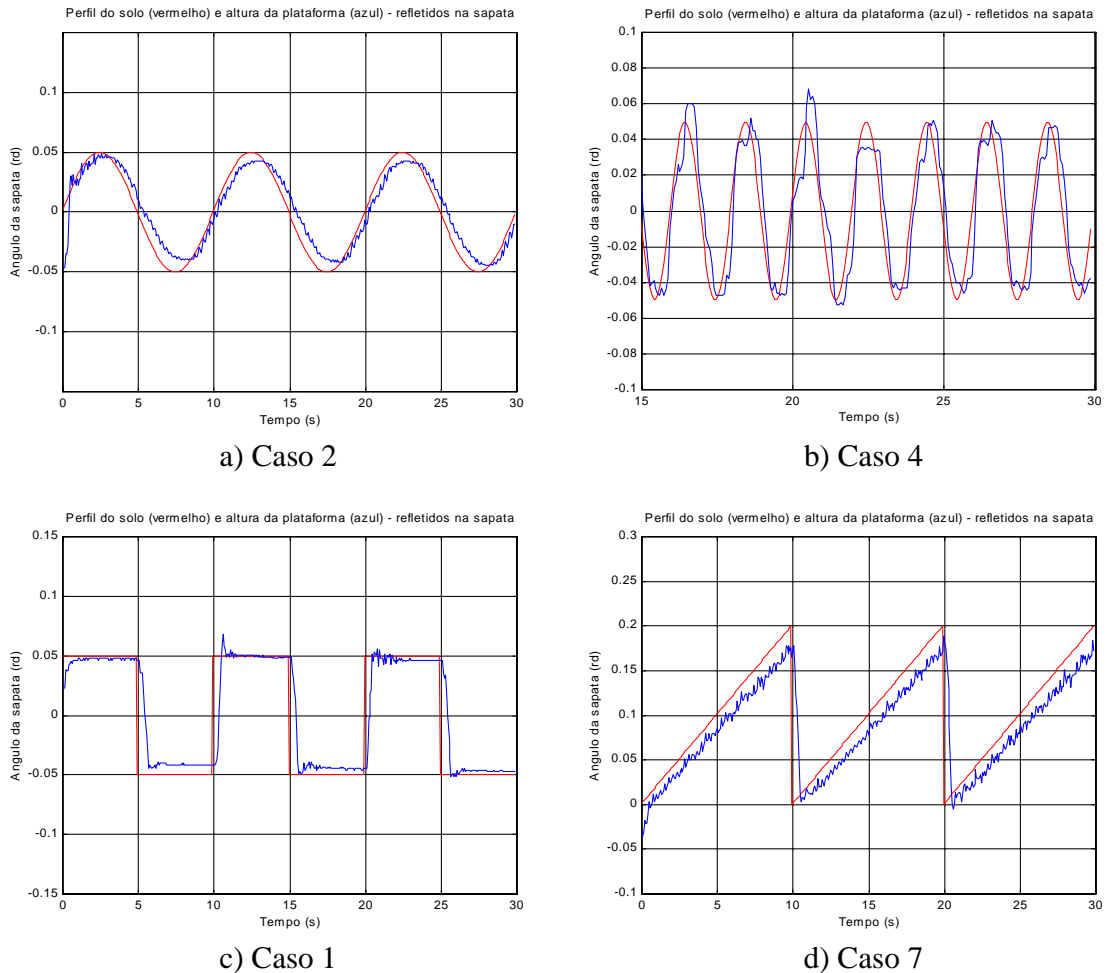 Perfil do solo (vermelho) e altura da plataforma (azul) - refletidos na sapata
0.1
0.05
0
-0.05
-0.1
Angulo da sapata (rd)
0 5 10 15 20 25 30
Tempo (s)
a) Caso 2
Perfil do solo (vermelho) e altura da plataforma (azul) - refletidos na sapata
0.1
0.08
0.06
0.04
0.02
0
-0.02
-0.04
-0.06
-0.08
-0.1
Angulo da sapata (rd)
15 20 25 30
Tempo (s)
b) Caso 4
Perfil do solo (vermelho) e altura da plataforma (azul) - refletidos na sapata
0.15
0.1
0.05
0
-0.05
-0.1
-0.15
Angulo da sapata (rd)
0 5 10 15 20 25 30
Tempo (s)
c) Caso 1
Perfil do solo (vermelho) e altura da plataforma (azul) - refletidos na sapata
0.3
0.25
0.2
0.15
0.1
0.05
0
-0.05
-0.1
Angulo da sapata (rd)
0 5 10 15 20 25 30
Tempo (s)
d) Caso 7